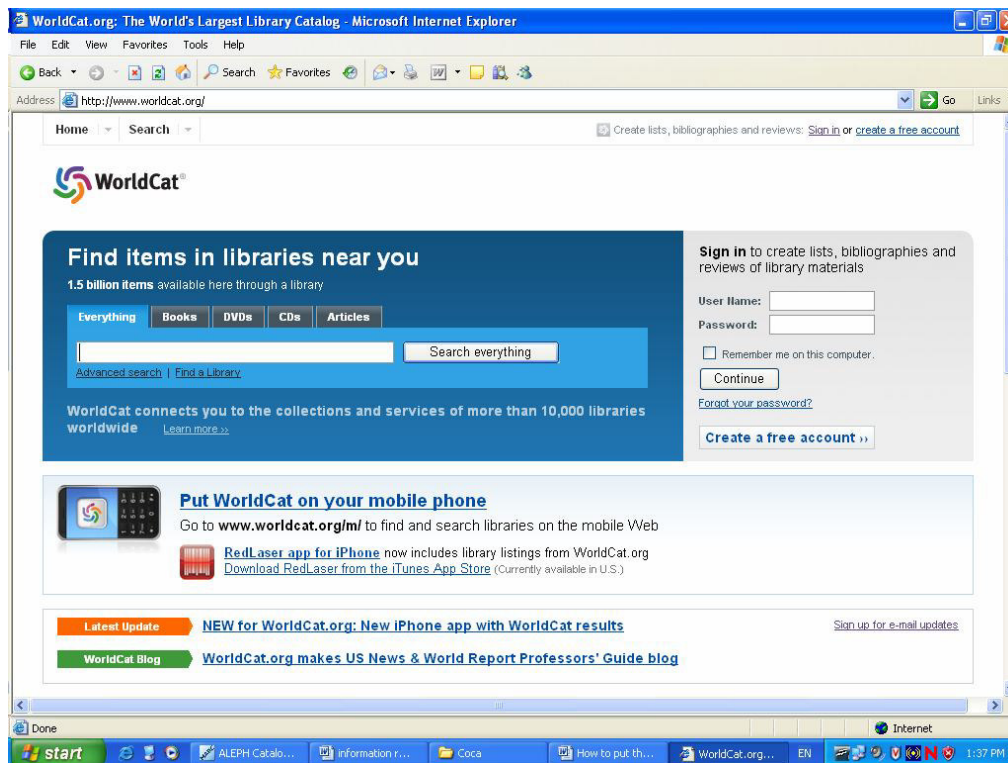 WorldCat.org: The World's Largest Library Catalog - Microsoft Internet Explorer
File Edit View Favorites Tools Help
Back Search Favorites
Address http://www.worldcat.org/ Go Links
Home Search Create lists, bibliographies and reviews: Sign in or create a free account
WorldCat®
Find items in libraries near you
1.5 billion items available here through a library
Everything Books DVDs CDs Articles
Search everything
Advanced search | Find a Library
WorldCat connects you to the collections and services of more than 10,000 libraries
worldwide Learn more ››
Sign in to create lists, bibliographies and
reviews of library materials
User Name:
Password:
Remember me on this computer.
Continue
Forgot your password?
Create a free account ››
Put WorldCat on your mobile phone
Go to www.worldcat.org/m/ to find and search libraries on the mobile Web
RedLaser app for iPhone now includes library listings from WorldCat.org
Download RedLaser from the iTunes App Store (Currently available in U.S.)
Latest Update NEW for WorldCat.org: New iPhone app with WorldCat results Sign up for e-mail updates
WorldCat Blog WorldCat.org makes US News & World Report Professors' Guide blog
Done Internet
start ALEPH Catalo... information r... Coca How to put th... WorldCat.org... EN 1:37 PM